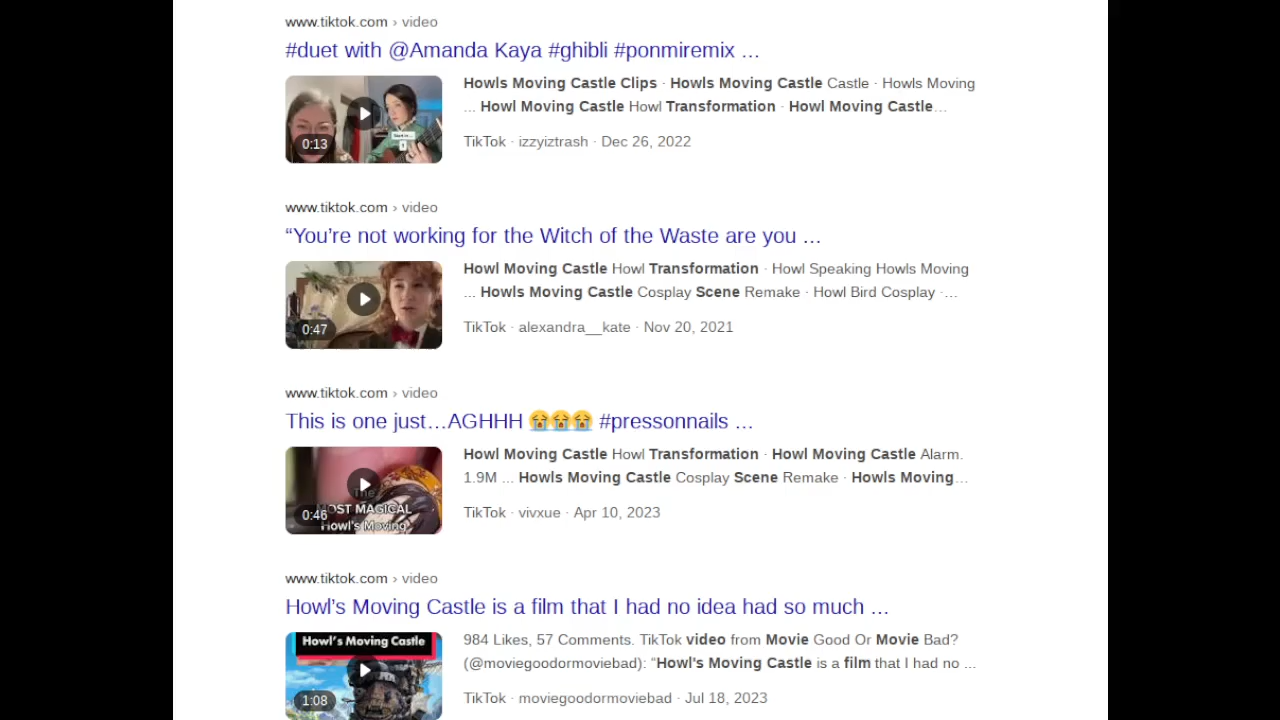 www.tiktok.com › video
#duet with @Amanda Kaya #ghibli #ponmiremix ...
Howls Moving Castle Clips · Howls Moving Castle Castle · Howls Moving
... Howl Moving Castle Howl Transformation · Howl Moving Castle...
0:13
TikTok · izzyiztrash · Dec 26, 2022
www.tiktok.com › video
“You’re not working for the Witch of the Waste are you ...
Howl Moving Castle Howl Transformation · Howl Speaking Howls Moving
... Howls Moving Castle Cosplay Scene Remake · Howl Bird Cosplay ·...
0:47
TikTok · alexandra__kate · Nov 20, 2021
www.tiktok.com › video
This is one just…AGHHH 😭😭😭 #pressonnails ...
Howl Moving Castle Howl Transformation · Howl Moving Castle Alarm.
1.9M ... Howls Moving Castle Cosplay Scene Remake · Howls Moving...
The
MOST MAGICAL
Howl's Moving
0:46
TikTok · vivxue · Apr 10, 2023
www.tiktok.com › video
Howl’s Moving Castle is a film that I had no idea had so much ...
Howl's Moving Castle
984 Likes, 57 Comments. TikTok video from Movie Good Or Movie Bad?
(@moviegoodormoviebad): “Howl's Moving Castle is a film that I had no ...
1:08
TikTok · moviegoodormoviebad · Jul 18, 2023